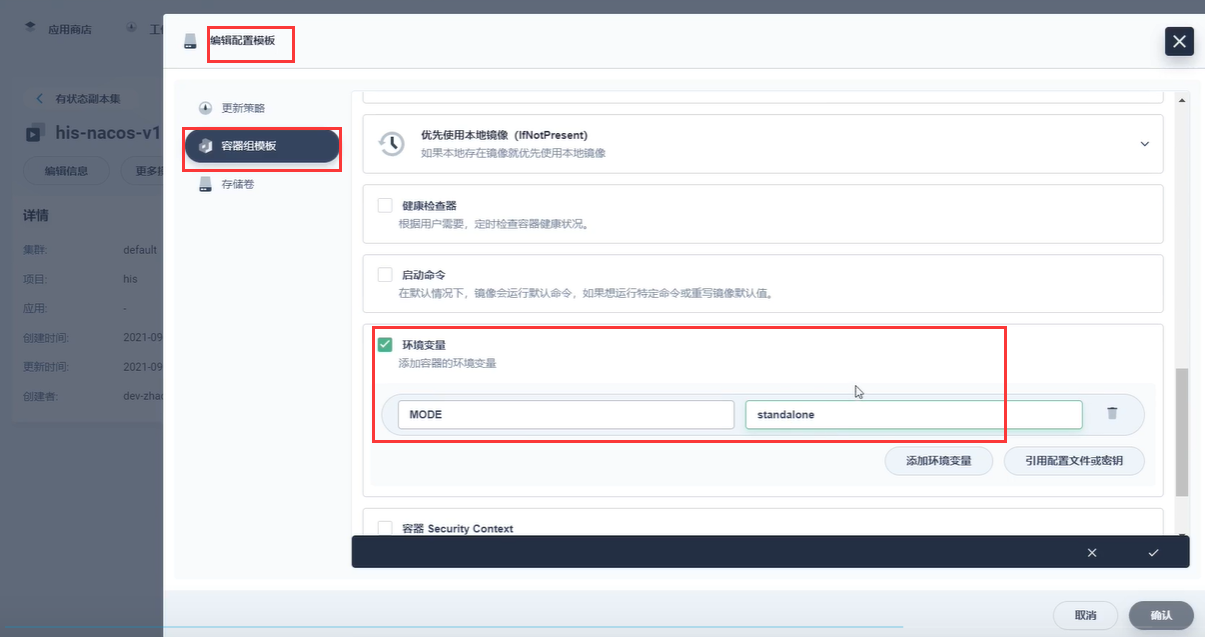 应用商店
编辑配置模板
有状态副本集
his-nacos-v1
编辑信息
详情
集群:
default
项目:
his
应用:
-
创建时间:
2021-09
更新时间:
2021-09
创建者:
更新策略
容器组模板
存储卷
优先使用本地镜像（IfNotPresent）
如果本地存在镜像就优先使用本地镜像
健康检查器
根据用户需要，定时检查容器健康状况。
启动命令
在默认情况下，镜像会运行默认命令，如果想运行特定命令或重写镜像默认值。
环境变量
添加容器的环境变量
MODE
standalone
添加环境变量
引用配置文件或密钥
容器 Security Context
取消
确认